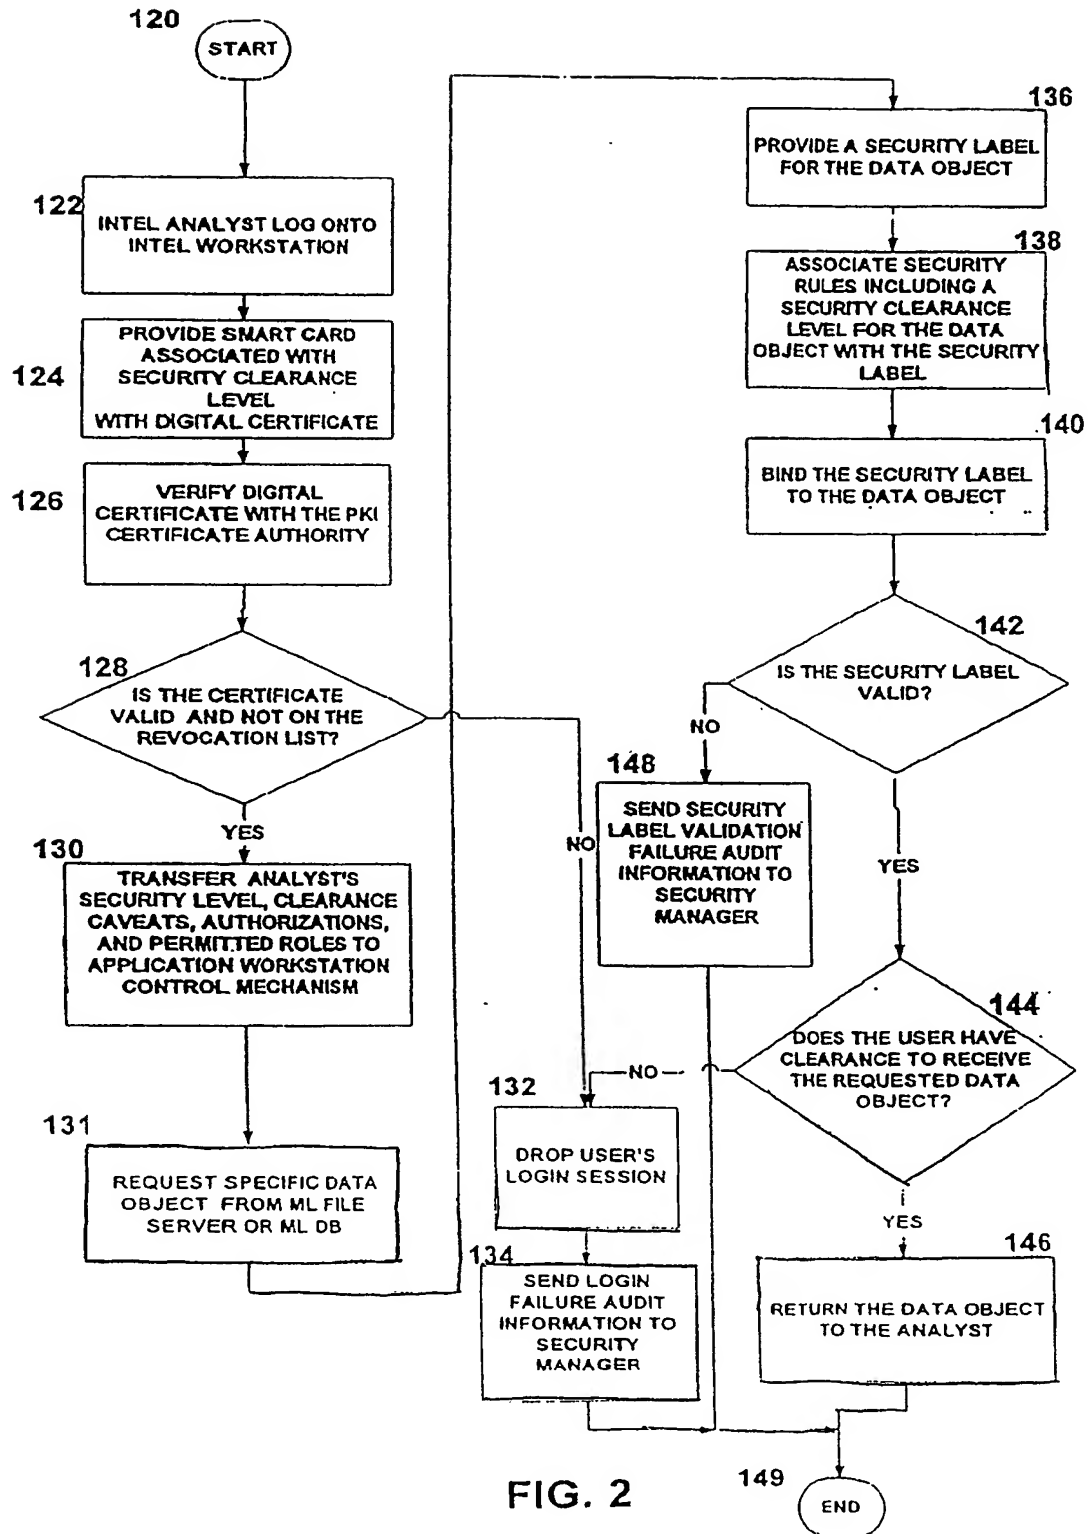 120
START
122
INTEL ANALYST LOG ONTO
INTEL WORKSTATION
124
PROVIDE SMART CARD
ASSOCIATED WITH
SECURITY CLEARANCE
LEVEL
WITH DIGITAL CERTIFICATE
126
VERIFY DIGITAL
CERTIFICATE WITH THE PKI
CERTIFICATE AUTHORITY
128
IS THE CERTIFICATE
VALID AND NOT ON THE
REVOCATION LIST?
NO
YES
130
TRANSFER ANALYST'S
SECURITY LEVEL, CLEARANCE
CAVEATS, AUTHORIZATIONS,
AND PERMITTED ROLES TO
APPLICATION WORKSTATION
CONTROL MECHANISM
131
REQUEST SPECIFIC DATA
OBJECT FROM ML FILE
SERVER OR ML DB
132
DROP USER'S
LOGIN SESSION
134
SEND LOGIN
FAILURE AUDIT
INFORMATION TO
SECURITY
MANAGER
136
PROVIDE A SECURITY LABEL
FOR THE DATA OBJECT
138
ASSOCIATE SECURITY
RULES INCLUDING A
SECURITY CLEARANCE
LEVEL FOR THE DATA
OBJECT WITH THE SECURITY
LABEL
140
BIND THE SECURITY LABEL
TO THE DATA OBJECT
142
IS THE SECURITY LABEL
VALID?
NO
148
SEND SECURITY
LABEL VALIDATION
FAILURE AUDIT
INFORMATION TO
SECURITY
MANAGER
YES
144
DOES THE USER HAVE
CLEARANCE TO RECEIVE
THE REQUESTED DATA
OBJECT?
NO
YES
146
RETURN THE DATA OBJECT
TO THE ANALYST
149
END
FIG. 2